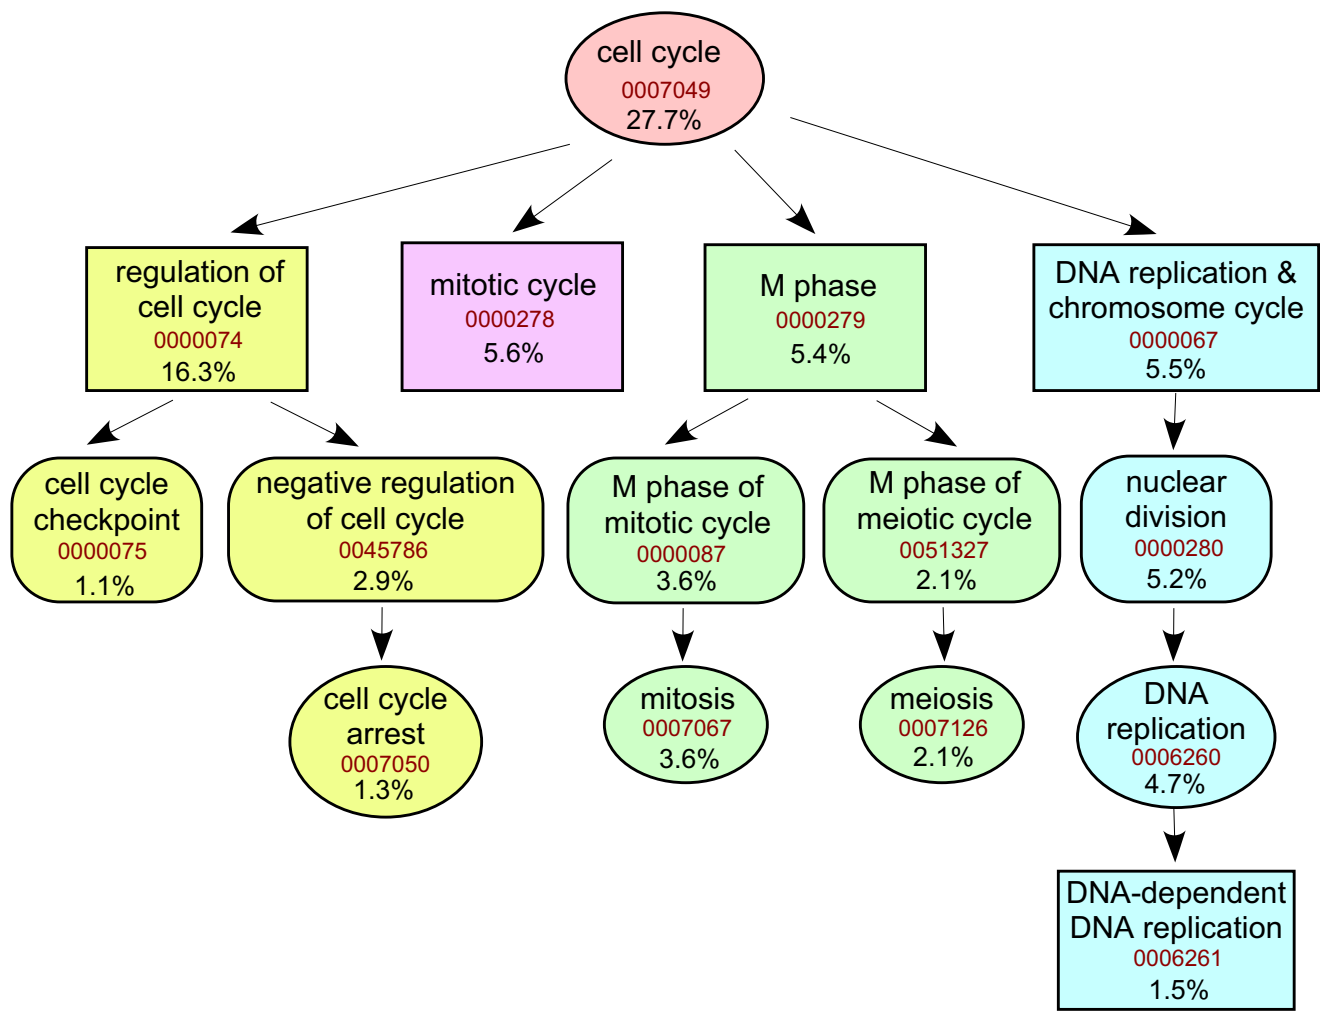 cell cycle
0007049
27.7%
regulation of
cell cycle
0000074
16.3%
mitotic cycle
0000278
5.6%
M phase
0000279
5.4%
DNA replication &
chromosome cycle
0000067
5.5%
cell cycle
checkpoint
0000075
1.1%
negative regulation
of cell cycle
0045786
2.9%
M phase of
mitotic cycle
0000087
3.6%
M phase of
meiotic cycle
0051327
2.1%
nuclear
division
0000280
5.2%
cell cycle
arrest
0007050
1.3%
mitosis
0007067
3.6%
meiosis
0007126
2.1%
DNA
replication
0006260
4.7%
DNA-dependent
DNA replication
0006261
1.5%